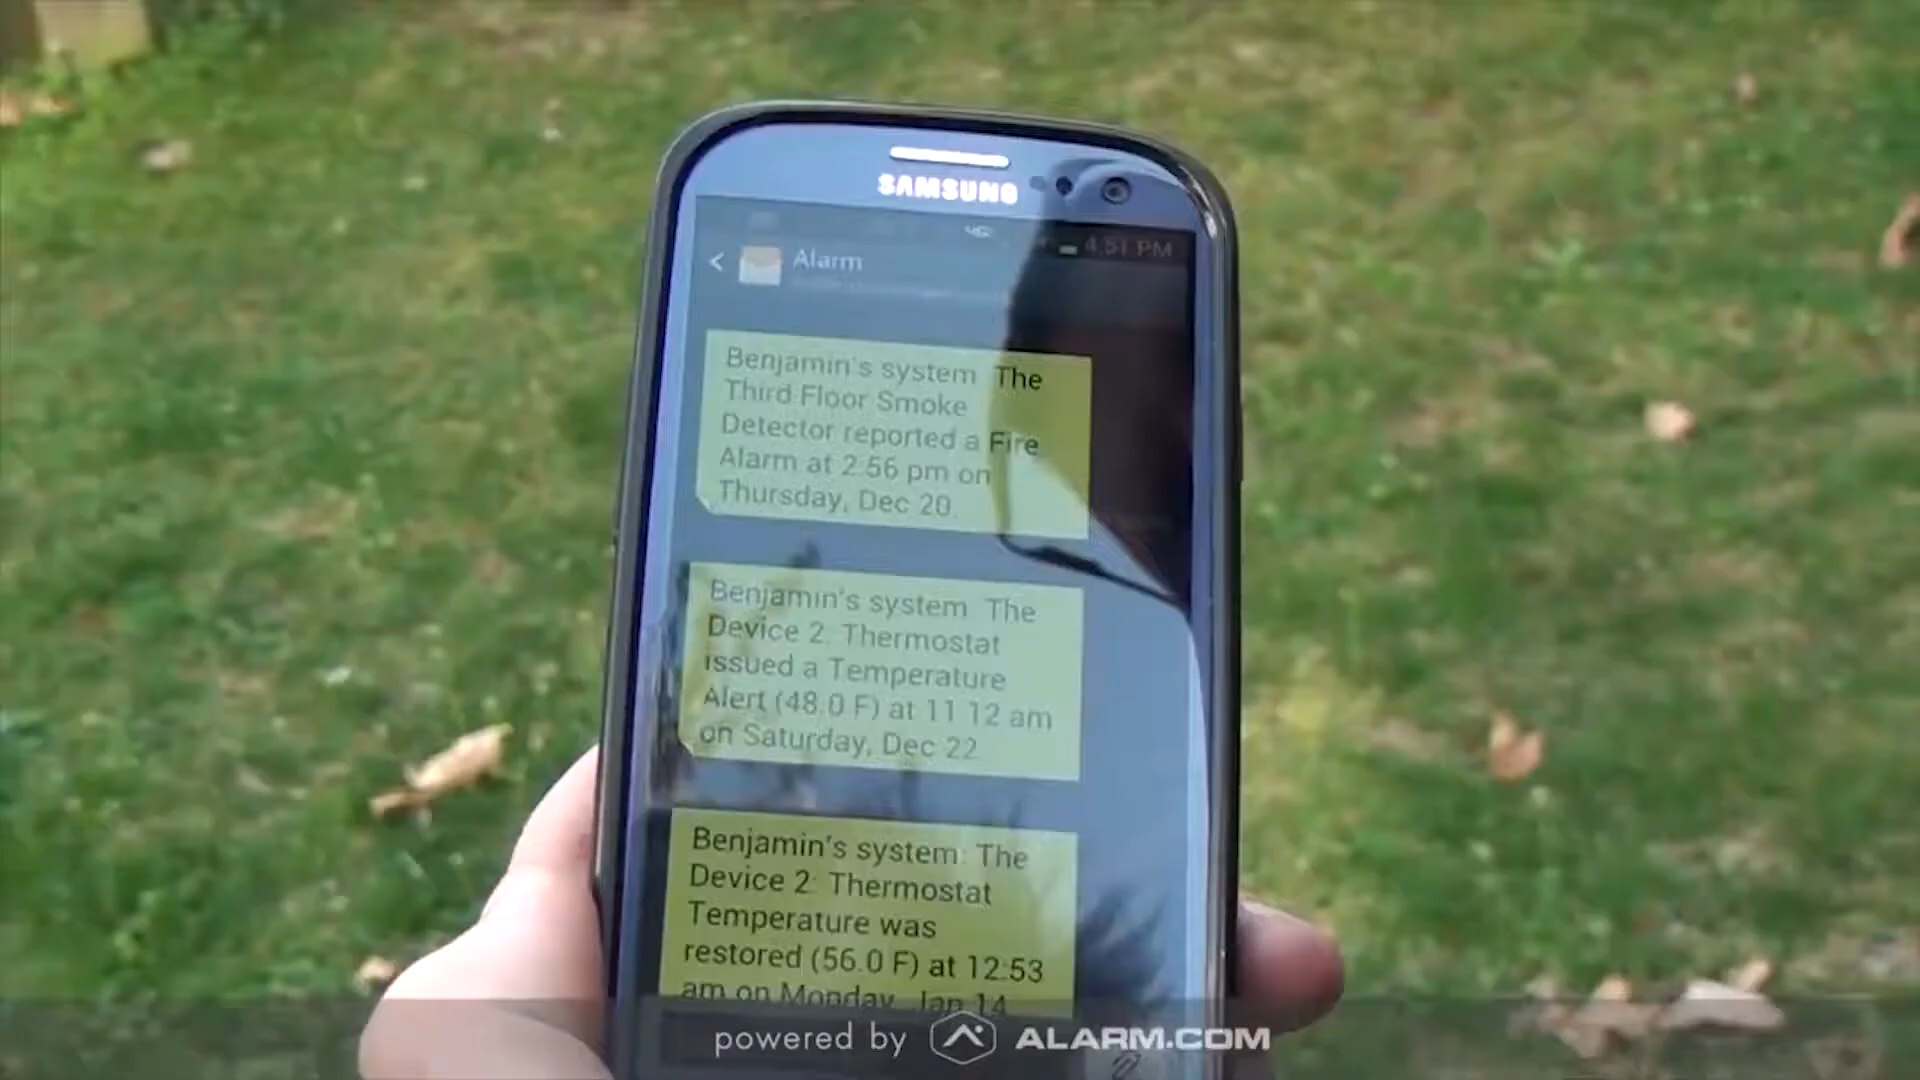 SAMSUNG
4G
4:51 PM
< Alarm
Benjamin's system The
Third Floor Smoke
Detector reported a Fire
Alarm at 2:56 pm on
Thursday, Dec 20.
Benjamin's system The
Device 2: Thermostat
issued a Temperature
Alert (48.0 F) at 11 12 am
on Saturday, Dec 22
Benjamin's system: The
Device 2: Thermostat
Temperature was
restored (56.0 F) at 12:53
am on Monday, Jan 14
powered by ALARM.COM